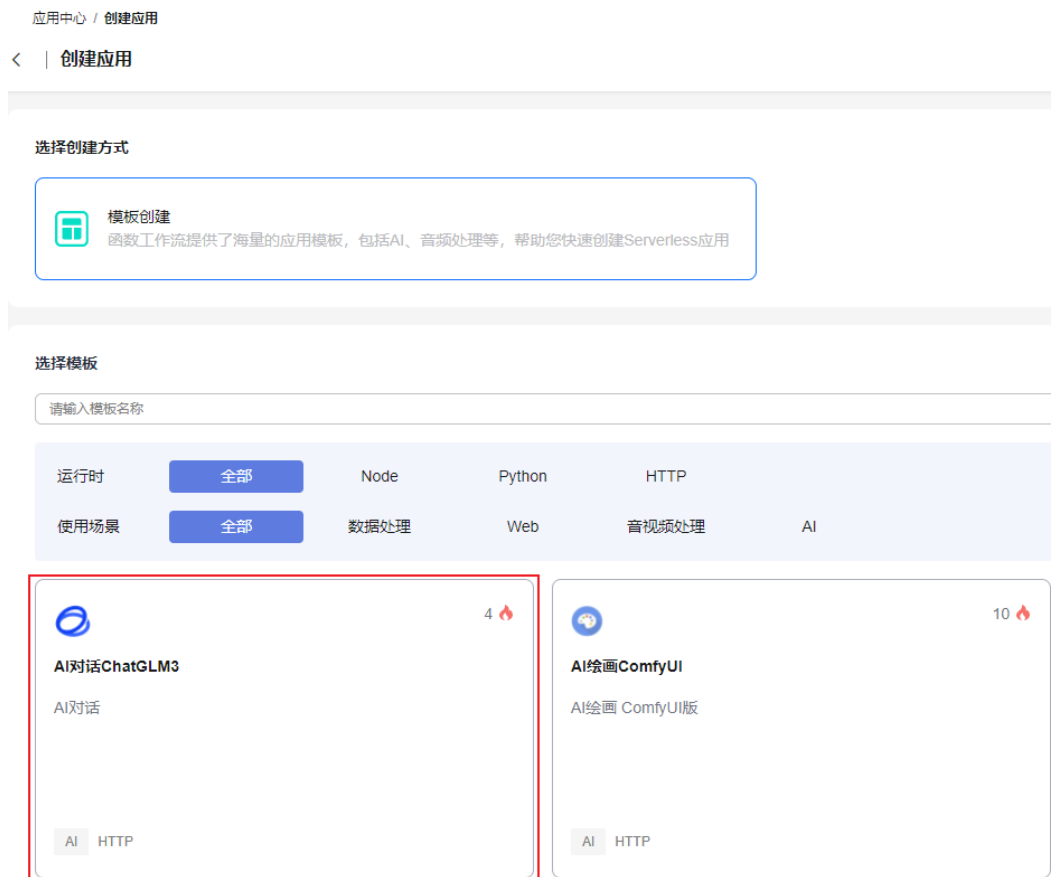 应用中心 / 创建应用
创建应用
选择创建方式
模板创建
函数工作流提供了海量的应用模板，包括AI、音频处理等，帮助您快速创建Serverless应用
选择模板
请输入模板名称
运行时 全部 Node Python HTTP
使用场景 全部 数据处理 Web 音视频处理 AI
4 10
AI对话ChatGLM3 AI绘画ComfyUI
AI对话 AI绘画 ComfyUI版
AI HTTP AI HTTP